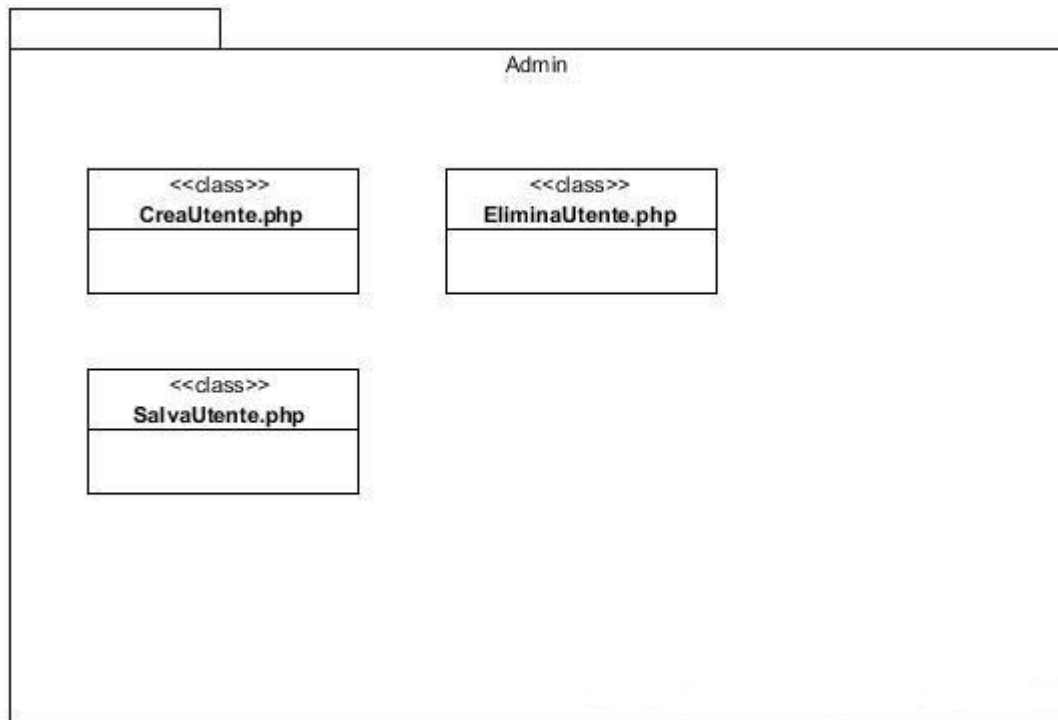 Admin
<<class>>
CreaUtente.php
<<class>>
EliminaUtente.php
<<class>>
SalvaUtente.php